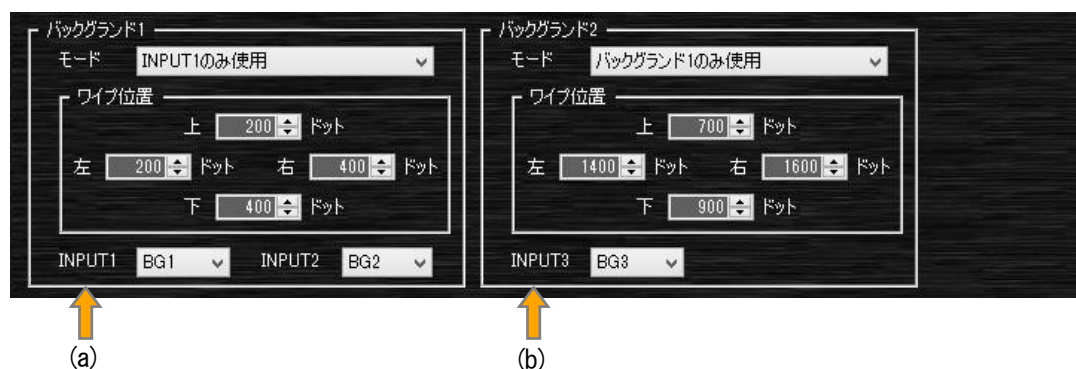 バックグランド1
モード INPUT1のみ使用
ワイプ位置
上 200 ドット
左 200 ドット 右 400 ドット
下 400 ドット
INPUT1 BG1 INPUT2 BG2
(a)
バックグランド2
モード バックグランド1のみ使用
ワイプ位置
上 700 ドット
左 1400 ドット 右 1600 ドット
下 900 ドット
INPUT3 BG3
(b)